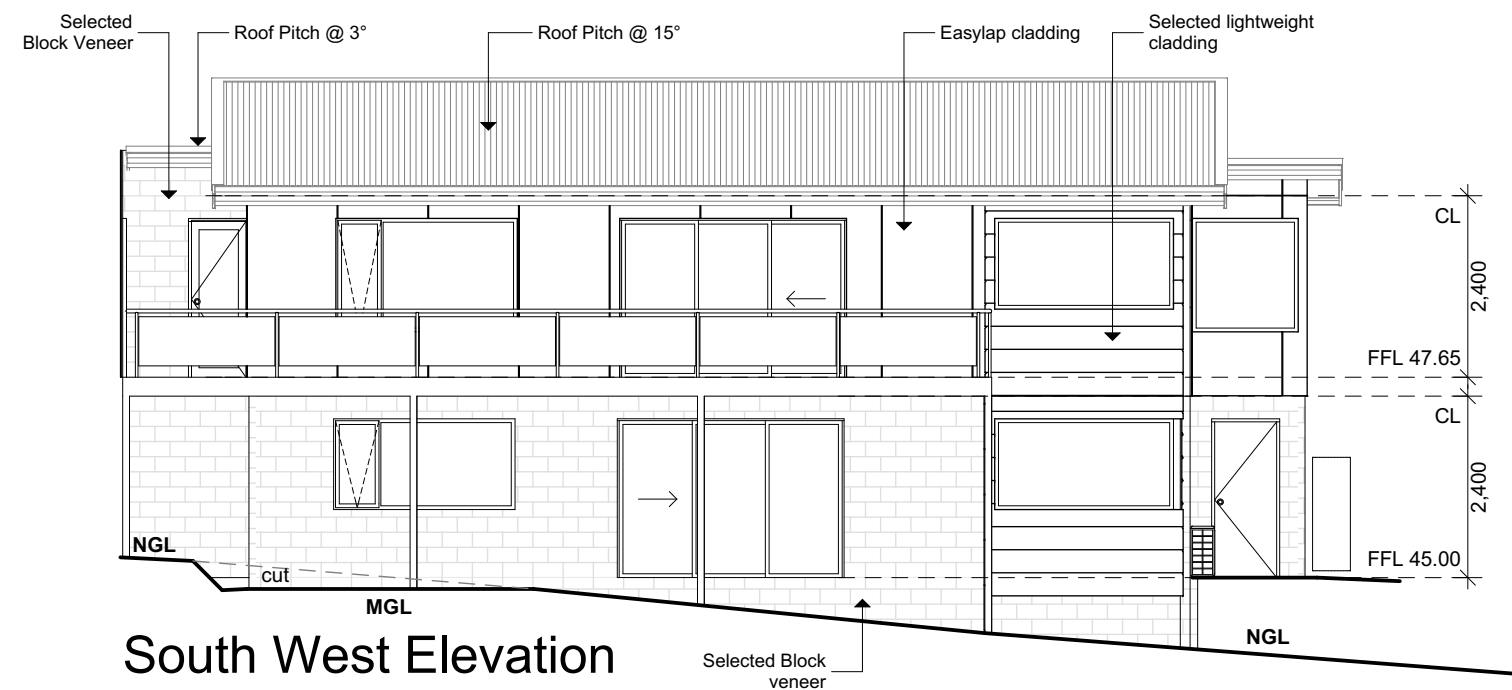 Selected
Block Veneer
Roof Pitch @ 3°
Roof Pitch @ 15°
Easylap cladding
Selected lightweight
cladding
CL
2,400
FFL 47.65
CL
2,400
FFL 45.00
NGL
cut
MGL
NGL
South West Elevation
Selected Block
veneer